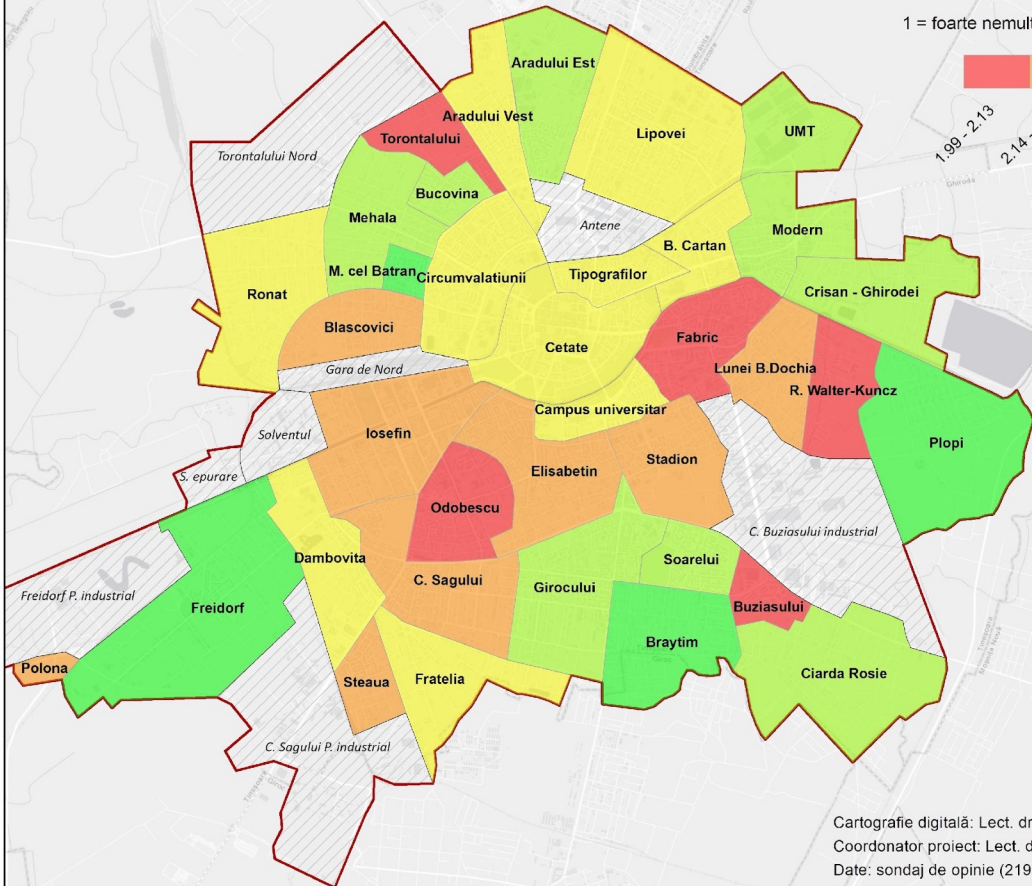 1 = foarte nemult
1.99 - 2.13
2.14 -
Aradului Est
Aradului Vest
Lipovei
UMT
Torontalului
Torontalului Nord
Bucovina
Mehala
Antene
Modern
B. Cartan
M. cel Batran
Circumvalatiunii
Tipografilor
Ronat
Crisan - Ghirodei
Ghiroda
Blascovici
Cetate
Fabric
Gara de Nord
Lunei B.Dochia
R. Walter-Kuncz
Campus universitar
Iosefin
Solventul
Plopi
Stadion
Elisabetin
S. epurare
Odobescu
C. Buziasului industrial
Dambovita
Soarelui
C. Sagului
Girocului
Freidorf P. industrial
Freidorf
Buziasului
Braytim
Polona
Ciarda Rosie
Steaua
Fratelia
C. Sagului P. industrial
Cartografie digitală: Lect. dr
Coordonator proiect: Lect. d
Date: sondaj de opinie (219